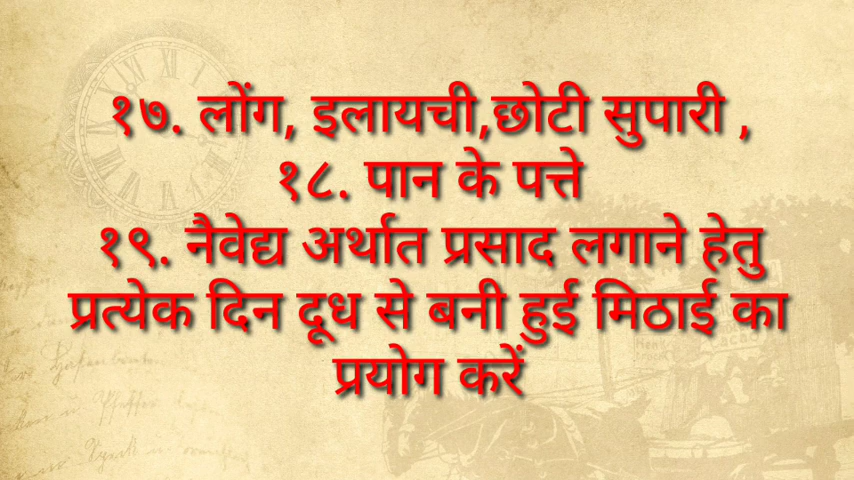 १७. लोंग, इलायची,छोटी सुपारी ,
१८. पान के पत्ते
१९. नैवेद्य अर्थात प्रसाद लगाने हेतु
प्रत्येक दिन दूध से बनी हुई मिठाई का
प्रयोग करें